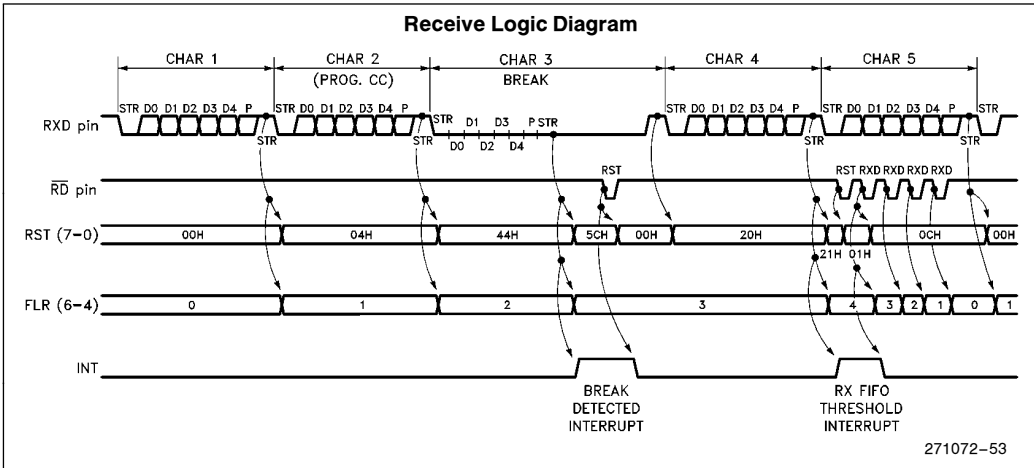 Receive Logic Diagram
CHAR 1 CHAR 2 CHAR 3 CHAR 4 CHAR 5
(PROG. CC) BREAK
RXD pin STR D0 D1 D2 D3 D4 P STR D0 D1 D2 D3 D4 P STR D0 D1 D2 D3 D4 P STR STR D0 D1 D2 D3 D4 P STR D0 D1 D2 D3 D4 P STR
STR STR STR STR
RD pin RST RST RXD RXD RXD RXD
RST (7-0) 00H 04H 44H 5CH 00H 20H 0CH 00H
21H 01H
FLR (6-4) 0 1 2 3 4 3 2 1 0 1
INT
BREAK
DETECTED
INTERRUPT
RX FIFO
THRESHOLD
INTERRUPT
271072-53